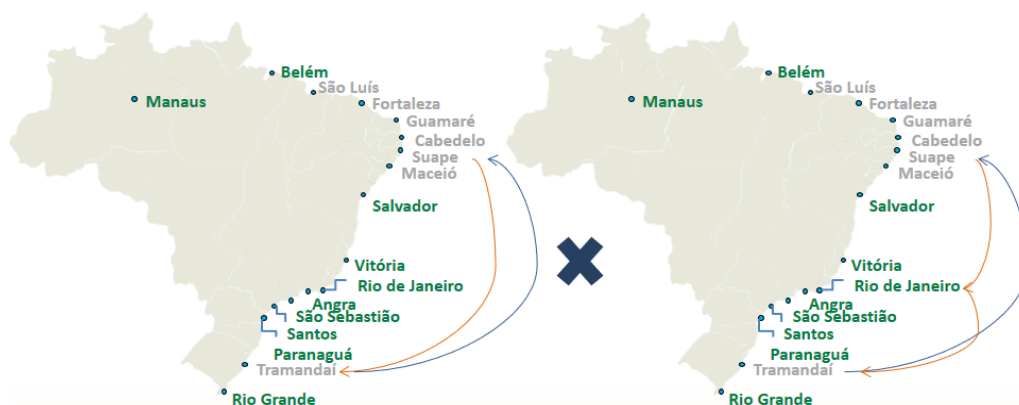 Belém
São Luís
Manaus
Fortaleza
Guamaré
Cabedelo
Suape
Maceió
Salvador
Vitória
Rio de Janeiro
Angra
São Sebastião
Santos
Paranaguá
Tramandaí
Rio Grande
Belém
São Luís
Manaus
Fortaleza
Guamaré
Cabedelo
Suape
Maceió
Salvador
Vitória
Rio de Janeiro
Angra
São Sebastião
Santos
Paranaguá
Tramandaí
Rio Grande